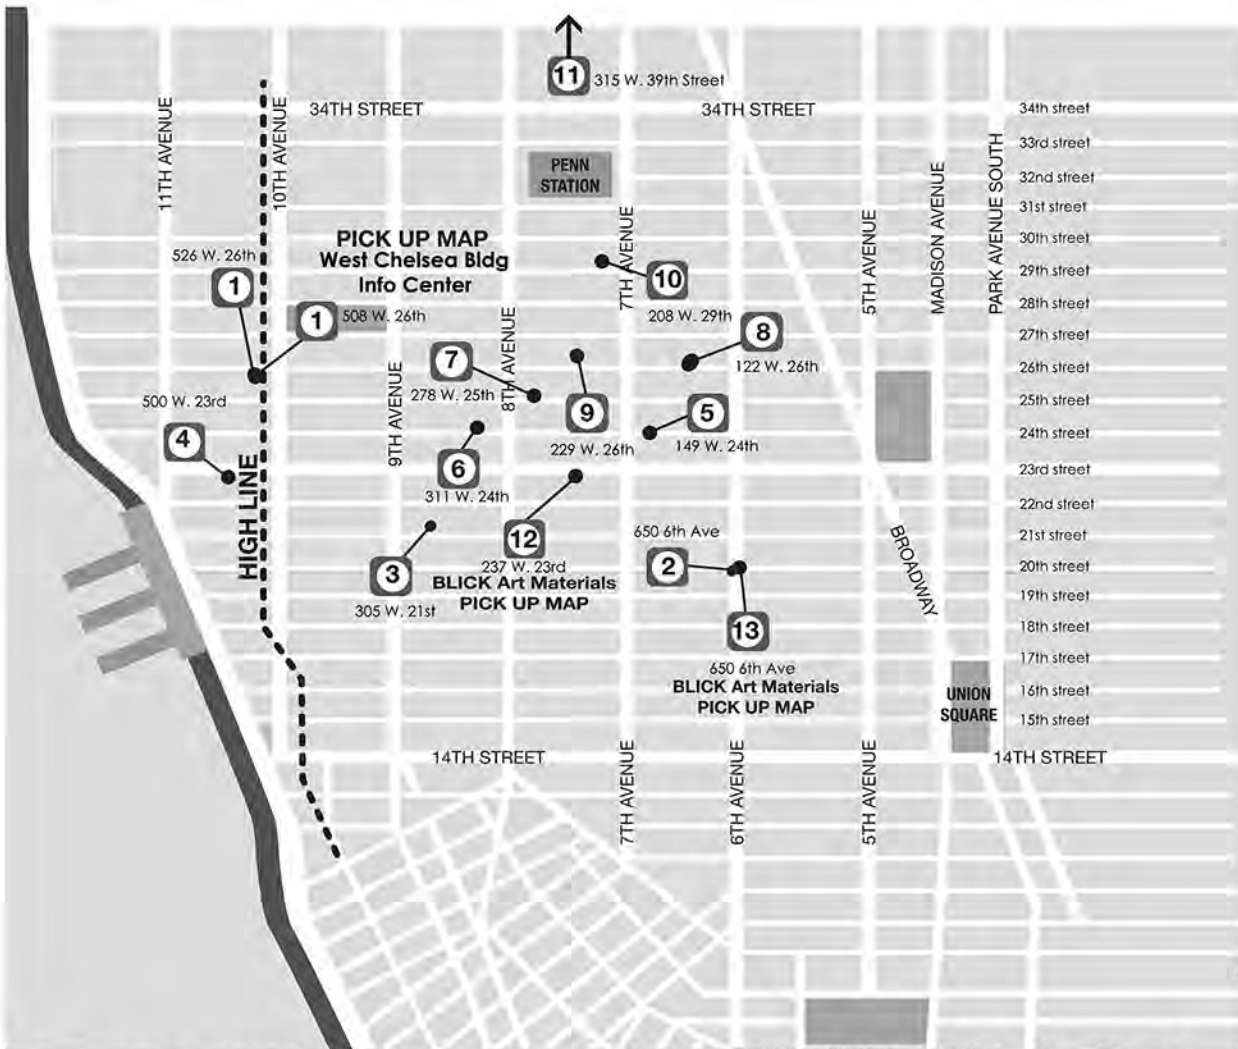 11
315 W. 39th Street
34TH STREET
34TH STREET
34th street
33rd street
32nd street
31st street
30th street
29th street
28th street
27th street
26th street
25th street
24th street
23rd street
22nd street
21st street
20th street
19th street
18th street
17th street
16th street
15th street
11TH AVENUE
10TH AVENUE
PENN
STATION
7TH AVENUE
5TH AVENUE
MADISON AVENUE
PARK AVENUE SOUTH
PICK UP MAP
West Chelsea Bldg
Info Center
526 W. 26th
1
1
508 W. 26th
10
208 W. 29th
8
122 W. 26th
8TH AVENUE
9TH AVENUE
7
278 W. 25th
9
229 W. 26th
5
149 W. 24th
500 W. 23rd
4
HIGH LINE
6
311 W. 24th
12
237 W. 23rd
BLICK Art Materials
PICK UP MAP
3
305 W. 21st
650 6th Ave
2
13
650 6th Ave
BLICK Art Materials
PICK UP MAP
BROADWAY
UNION
SQUARE
14TH STREET
14TH STREET
7TH AVENUE
6TH AVENUE
5TH AVENUE